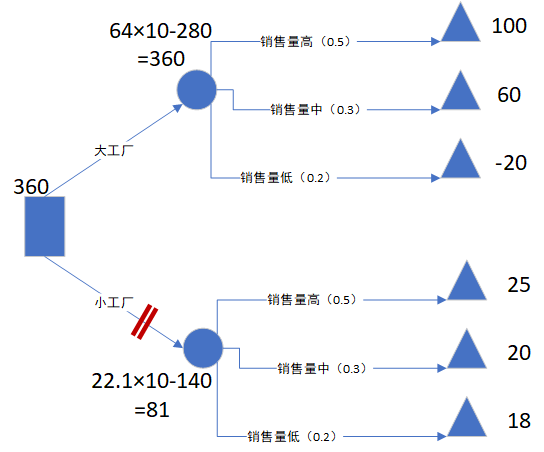 64×10-280
=360
销售量高（0.5）
100
销售量中（0.3）
60
大工厂
销售量低（0.2）
-20
360
小工厂
销售量高（0.5）
25
销售量中（0.3）
20
22.1×10-140
=81
销售量低（0.2）
18